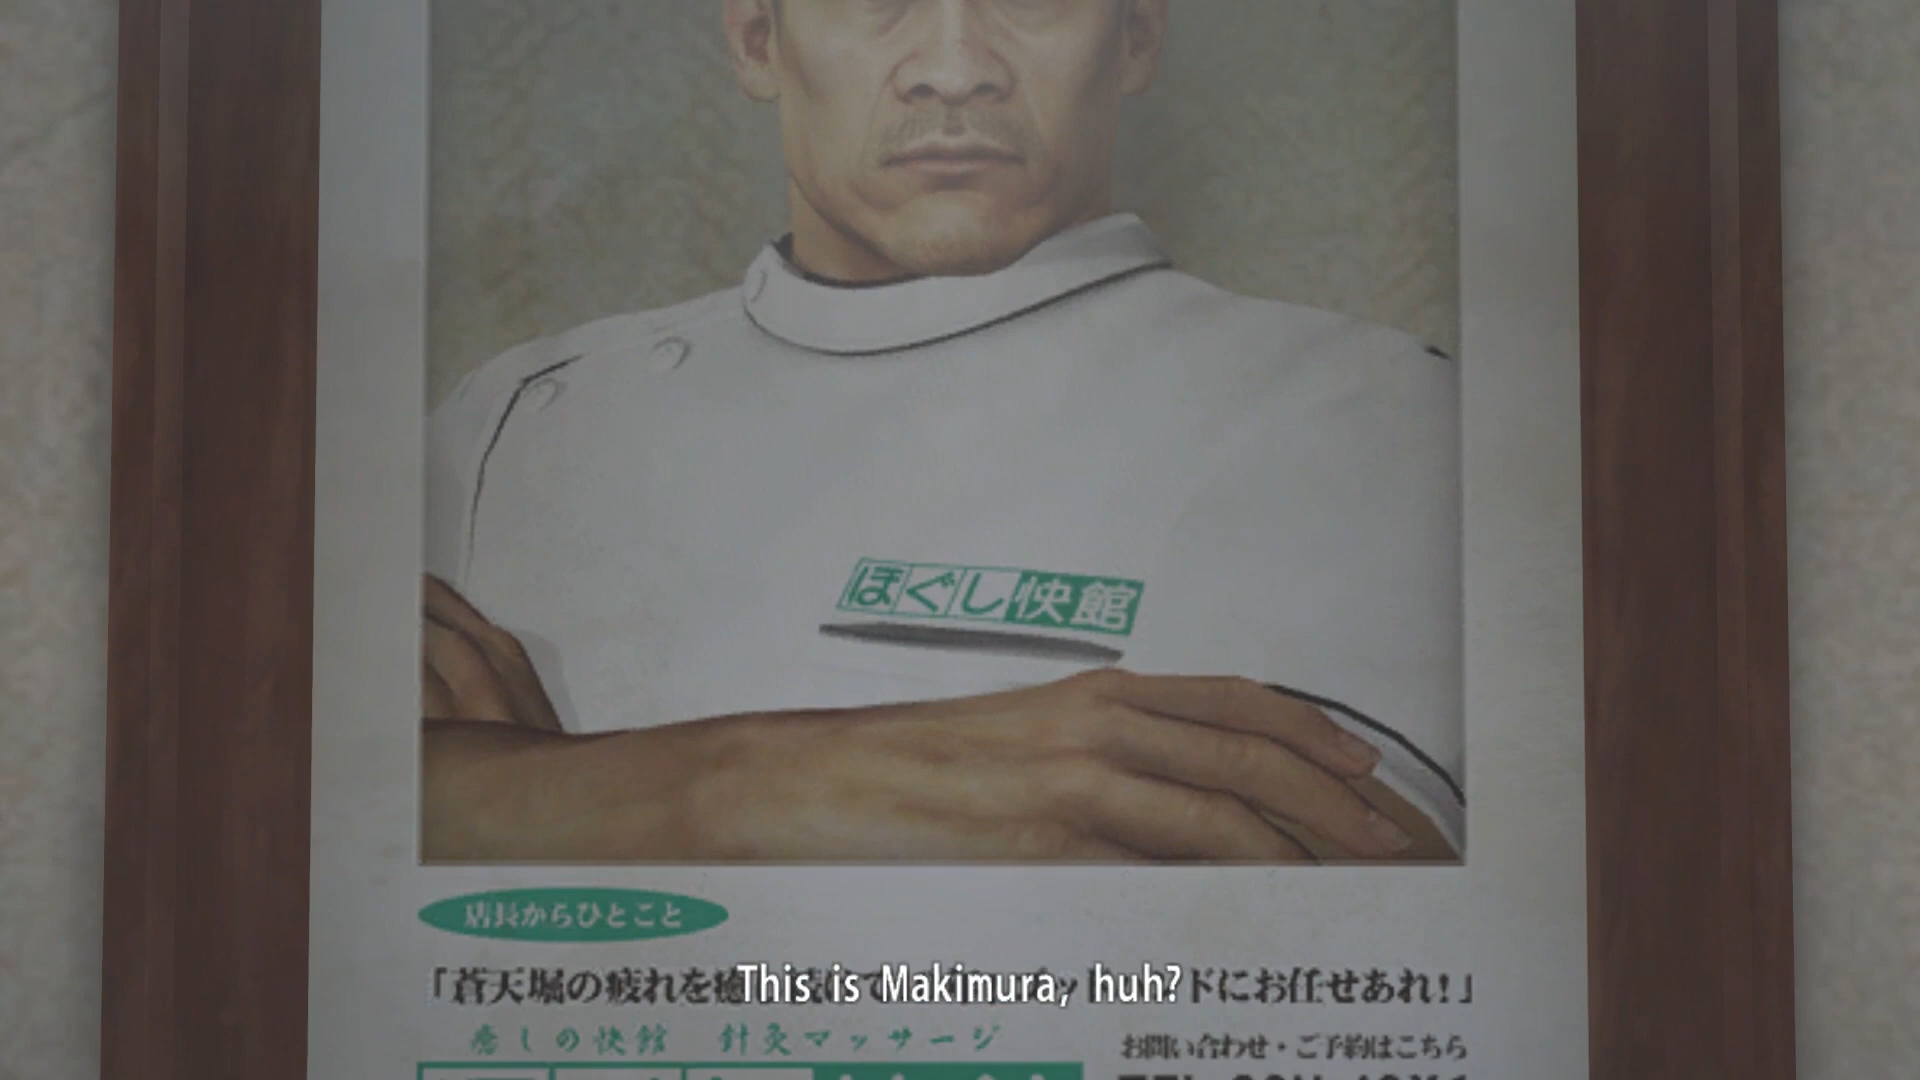 ほぐし快館
店長からひとこと
「蒼天堀の疲れを癒 ドにお任せあれ!」
This is Makimura, huh?
癒しの快館 針灸マッサージ
お問い合わせ・ご予約はこちら